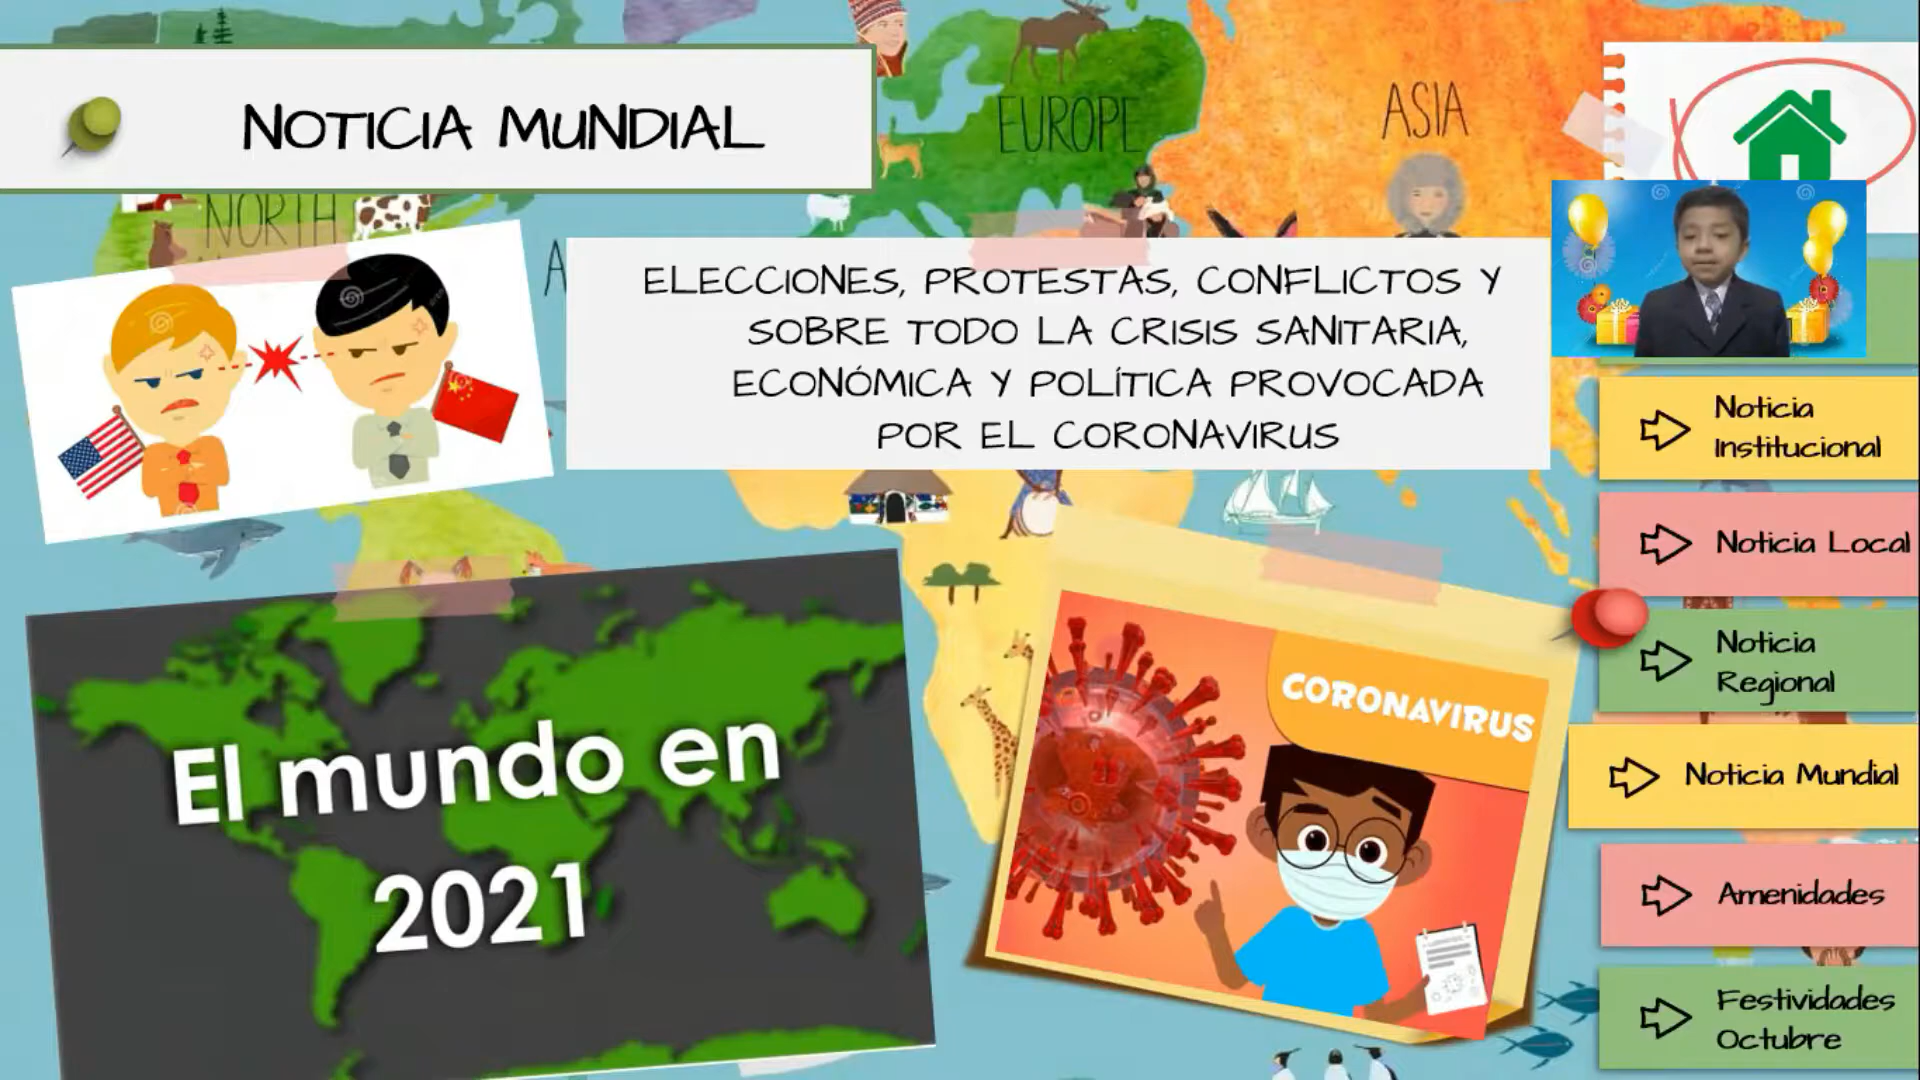 NOTICIA MUNDIAL
EUROPE
ASIA
NORTH
A
ELECCIONES, PROTESTAS, CONFLICTOS Y
SOBRE TODO LA CRISIS SANITARIA,
ECONÓMICA Y POLÍTICA PROVOCADA
POR EL CORONAVIRUS
El mundo en
2021
CORONAVIRUS
Noticia
Institucional
Noticia Local
Noticia
Regional
Noticia Mundial
Amenidades
Festividades
Octubre